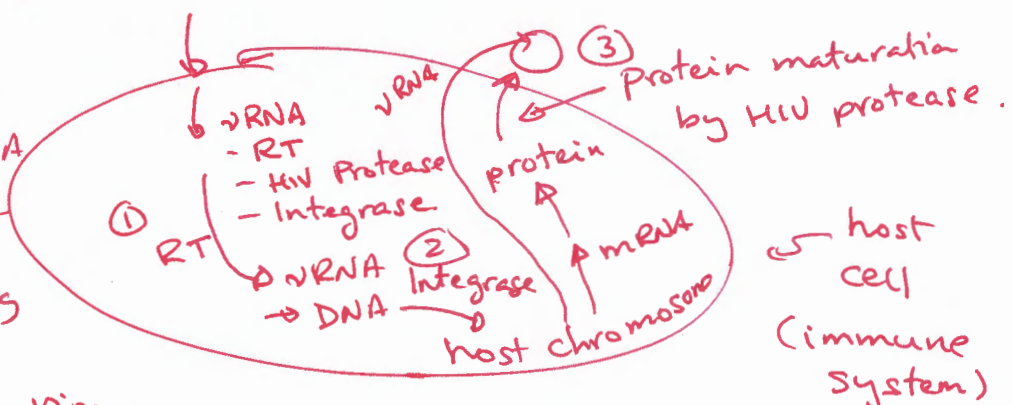 ③
vRNA
Protein maturation
by HIV protease.
vRNA
- RT
- HIV Protease
- Integrase
protein
①
RT
mRNA
host
cell
vRNA
②
Integrase
→ DNA
host chromosome
(immune
system)
A
S